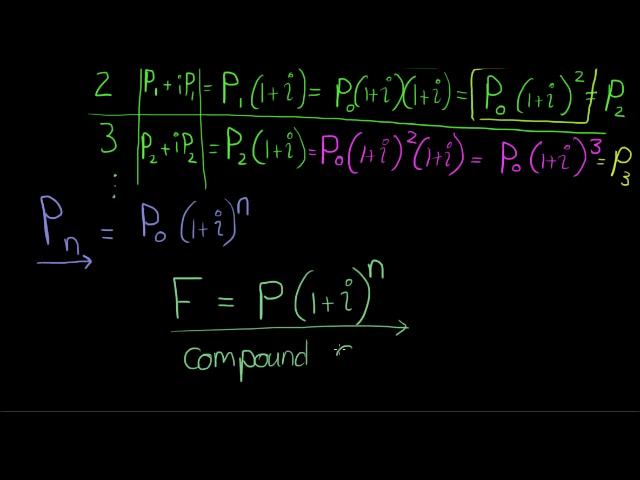 2 P₁+iP₁ = P₁(1+i) = P₀(1+i)(1+i) = P₀(1+i)² = P₂
3 P₂+iP₂ = P₂(1+i) = P₀(1+i)²(1+i) = P₀(1+i)³ = P₃
⋮
Pₙ = P₀(1+i)ⁿ
F = P(1+i)ⁿ
compound